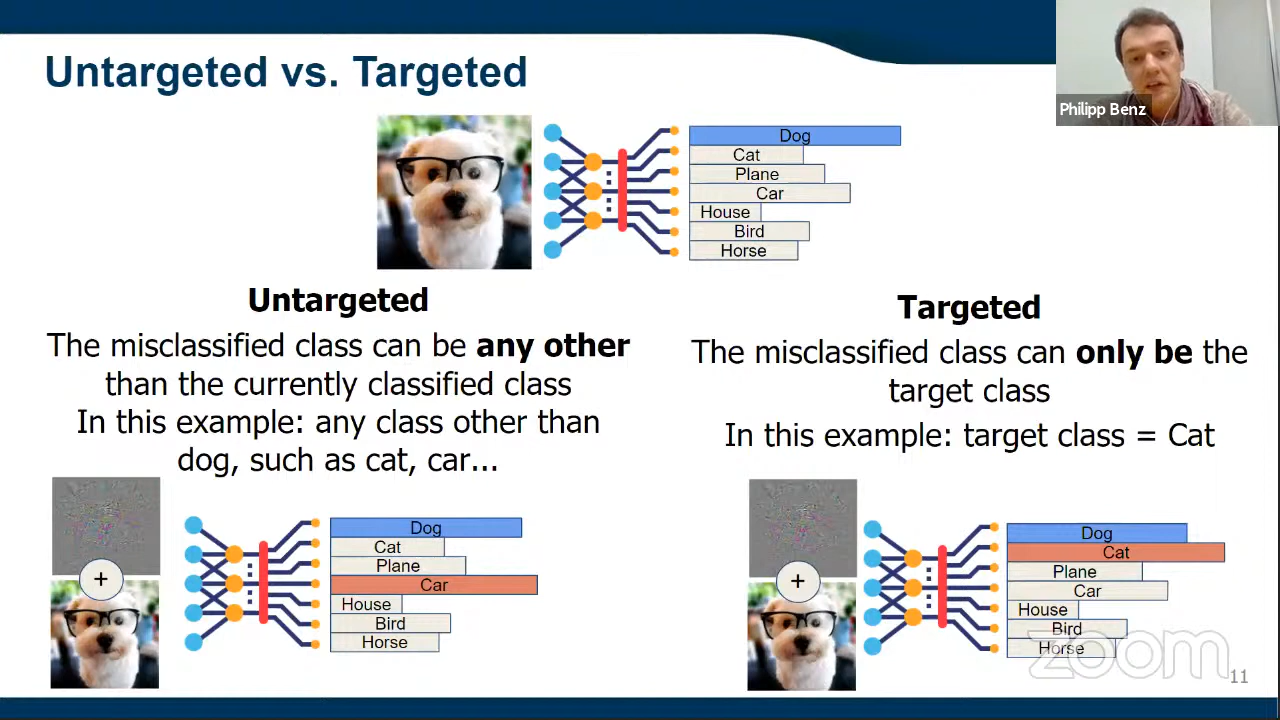 Untargeted vs. Targeted
Philipp Benz
Dog
Cat
Plane
Car
House
Bird
Horse
Untargeted
The misclassified class can be any other
than the currently classified class
In this example: any class other than
dog, such as cat, car...
Targeted
The misclassified class can only be the
target class
In this example: target class = Cat
+
Dog
Cat
Plane
Car
House
Bird
Horse
+
Dog
Cat
Plane
Car
House
Bird
Horse
zoom
11